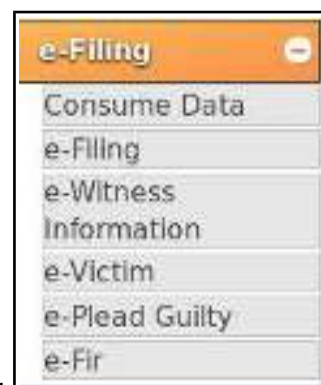 e-Filing
Consume Data
e-Filing
e-Witness
Information
e-Victim
e-Plead Guilty
e-Fir